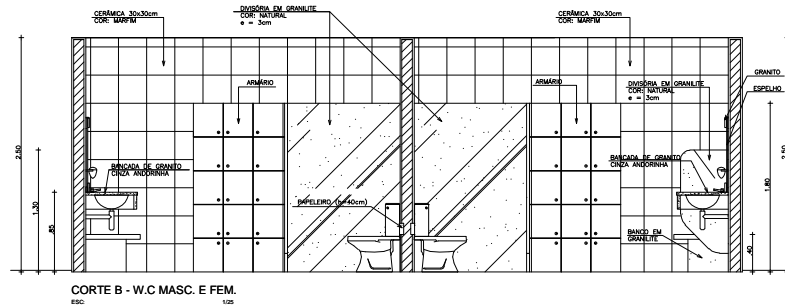 CERÂMICA 30x30cm
COR: MARFIM
DIVISÓRIA EM GRANILITE
COR: NATURAL
e = 3cm
CERÂMICA 30x30cm
COR: MARFIM
ARMÁRIO
ARMÁRIO
DIVISÓRIA EM GRANILITE
COR: NATURAL
e = 3cm
GRANITO
ESPELHO
2.50
1.30
.85
BANCADA DE GRANITO
CINZA ANDORINHA
PAPELEIRO (h=40cm)
BANCADA DE GRANITO
CINZA ANDORINHA
BANCO EM
GRANILITE
.40
1.80
2.50
CORTE B - W.C MASC. E FEM.
ESC: 1/25